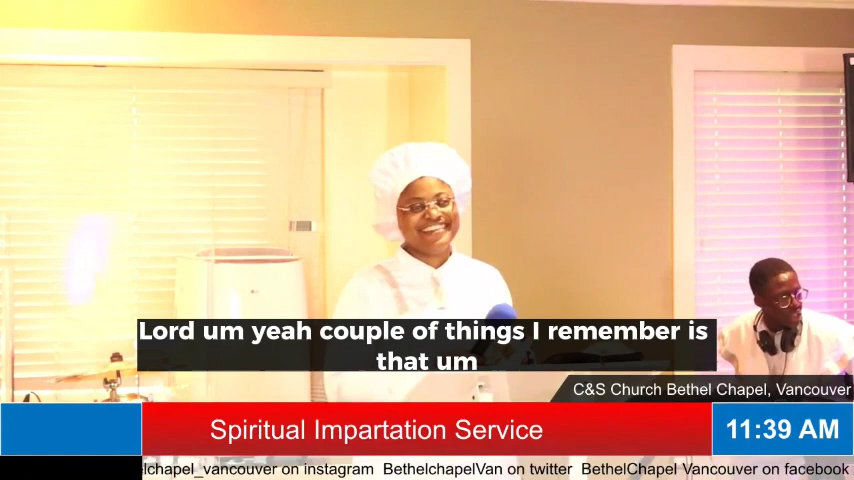 Lord um yeah couple of things I remember is
that um
C&S Church Bethel Chapel, Vancouver
Spiritual Impartation Service
11:39 AM
lchapel_vancouver on instagram BethelchapelVan on twitter BethelChapel Vancouver on facebook